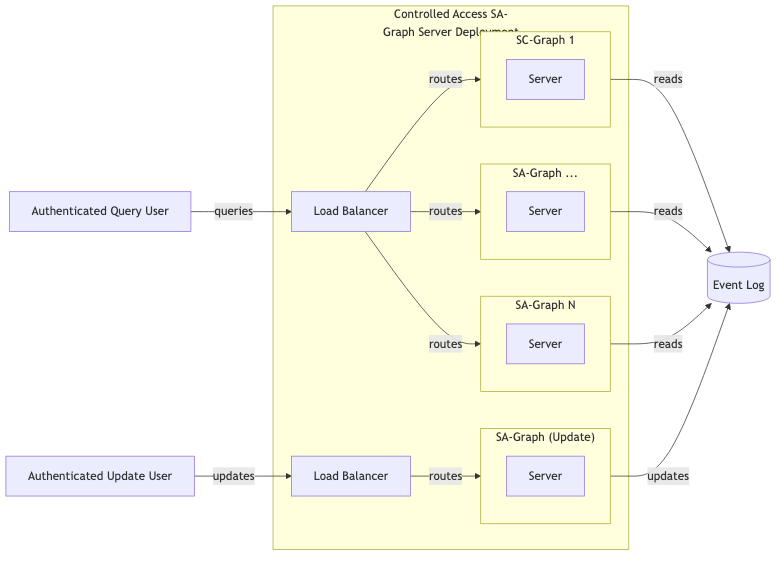 Controlled Access SA-
Graph Server Deployment
SC-Graph 1
routes
Server
reads
SA-Graph ...
Authenticated Query User
queries
Load Balancer
routes
Server
reads
Event Log
SA-Graph N
routes
Server
reads
SA-Graph (Update)
Authenticated Update User
updates
Load Balancer
routes
Server
updates